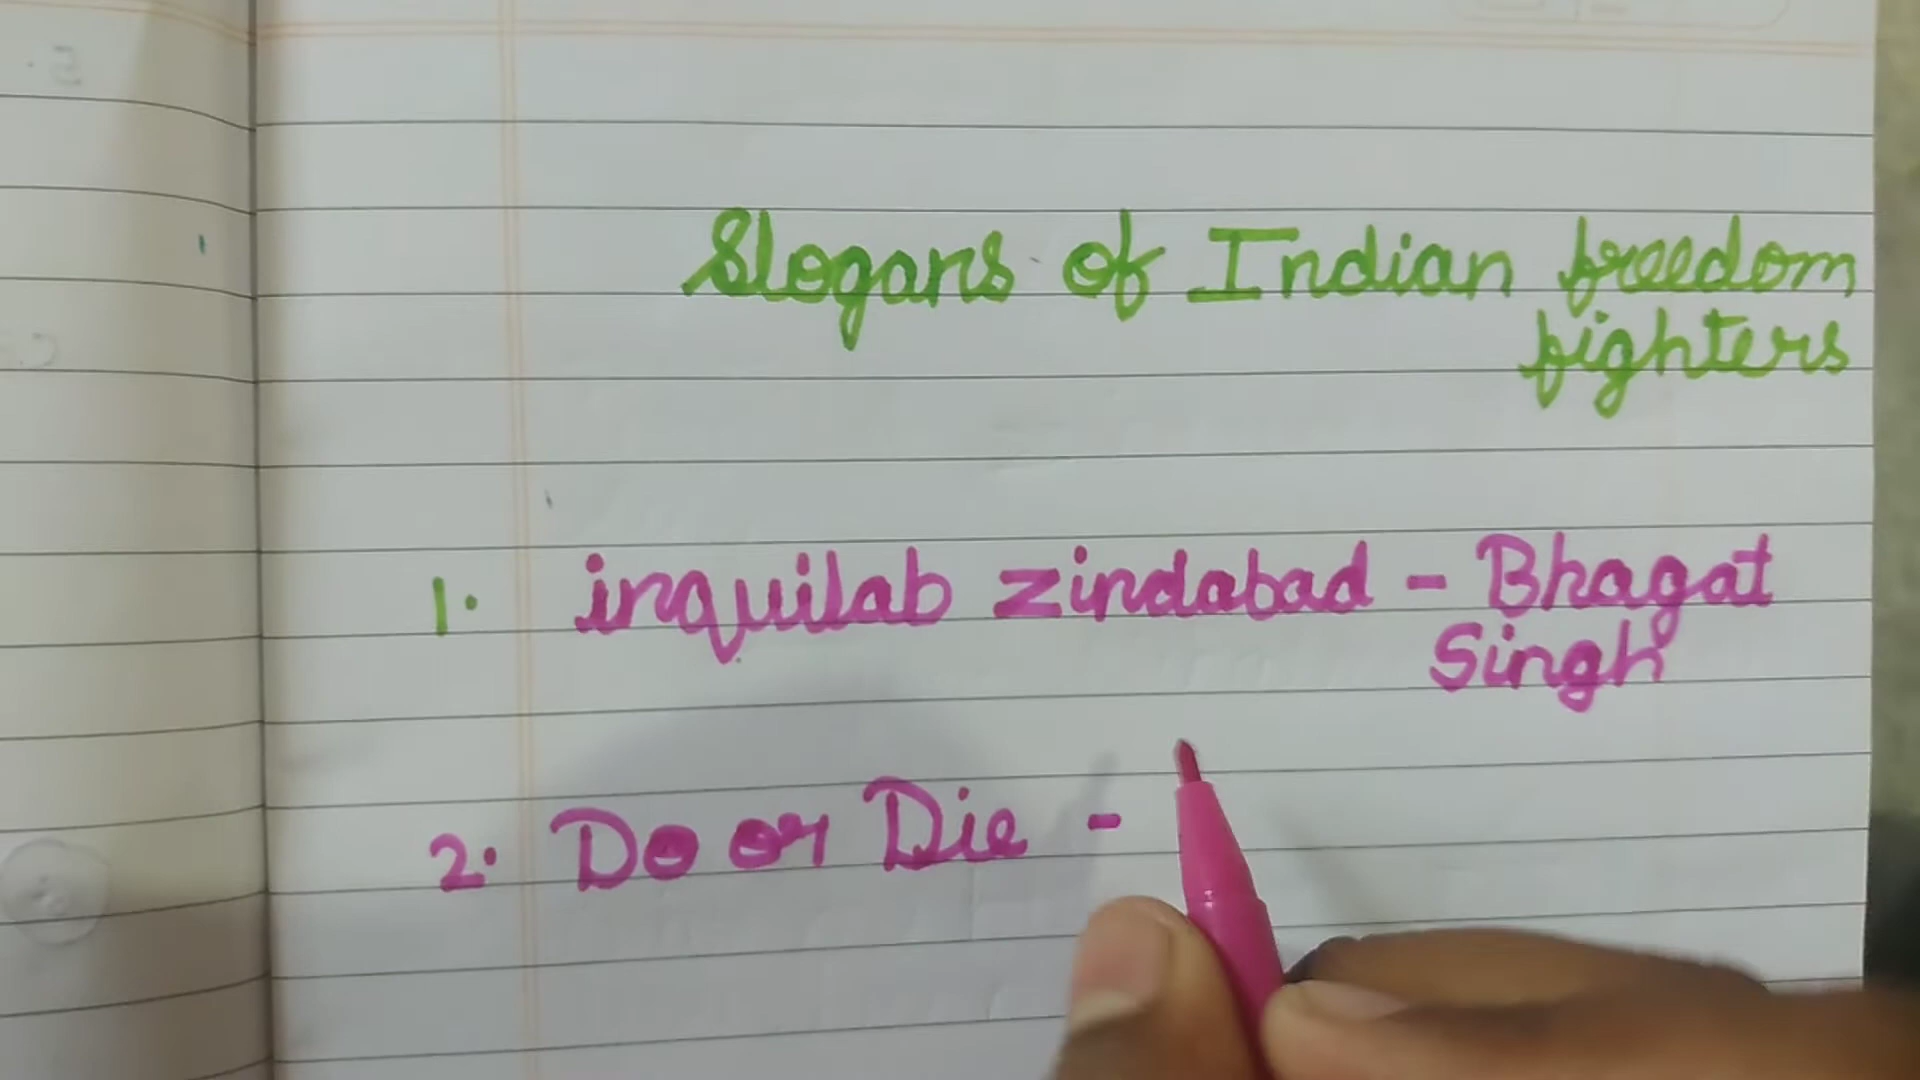 Slogans of Indian freedom
fighters
1. inquilab zindabad - Bhagat
Singh
2. Do or Die -